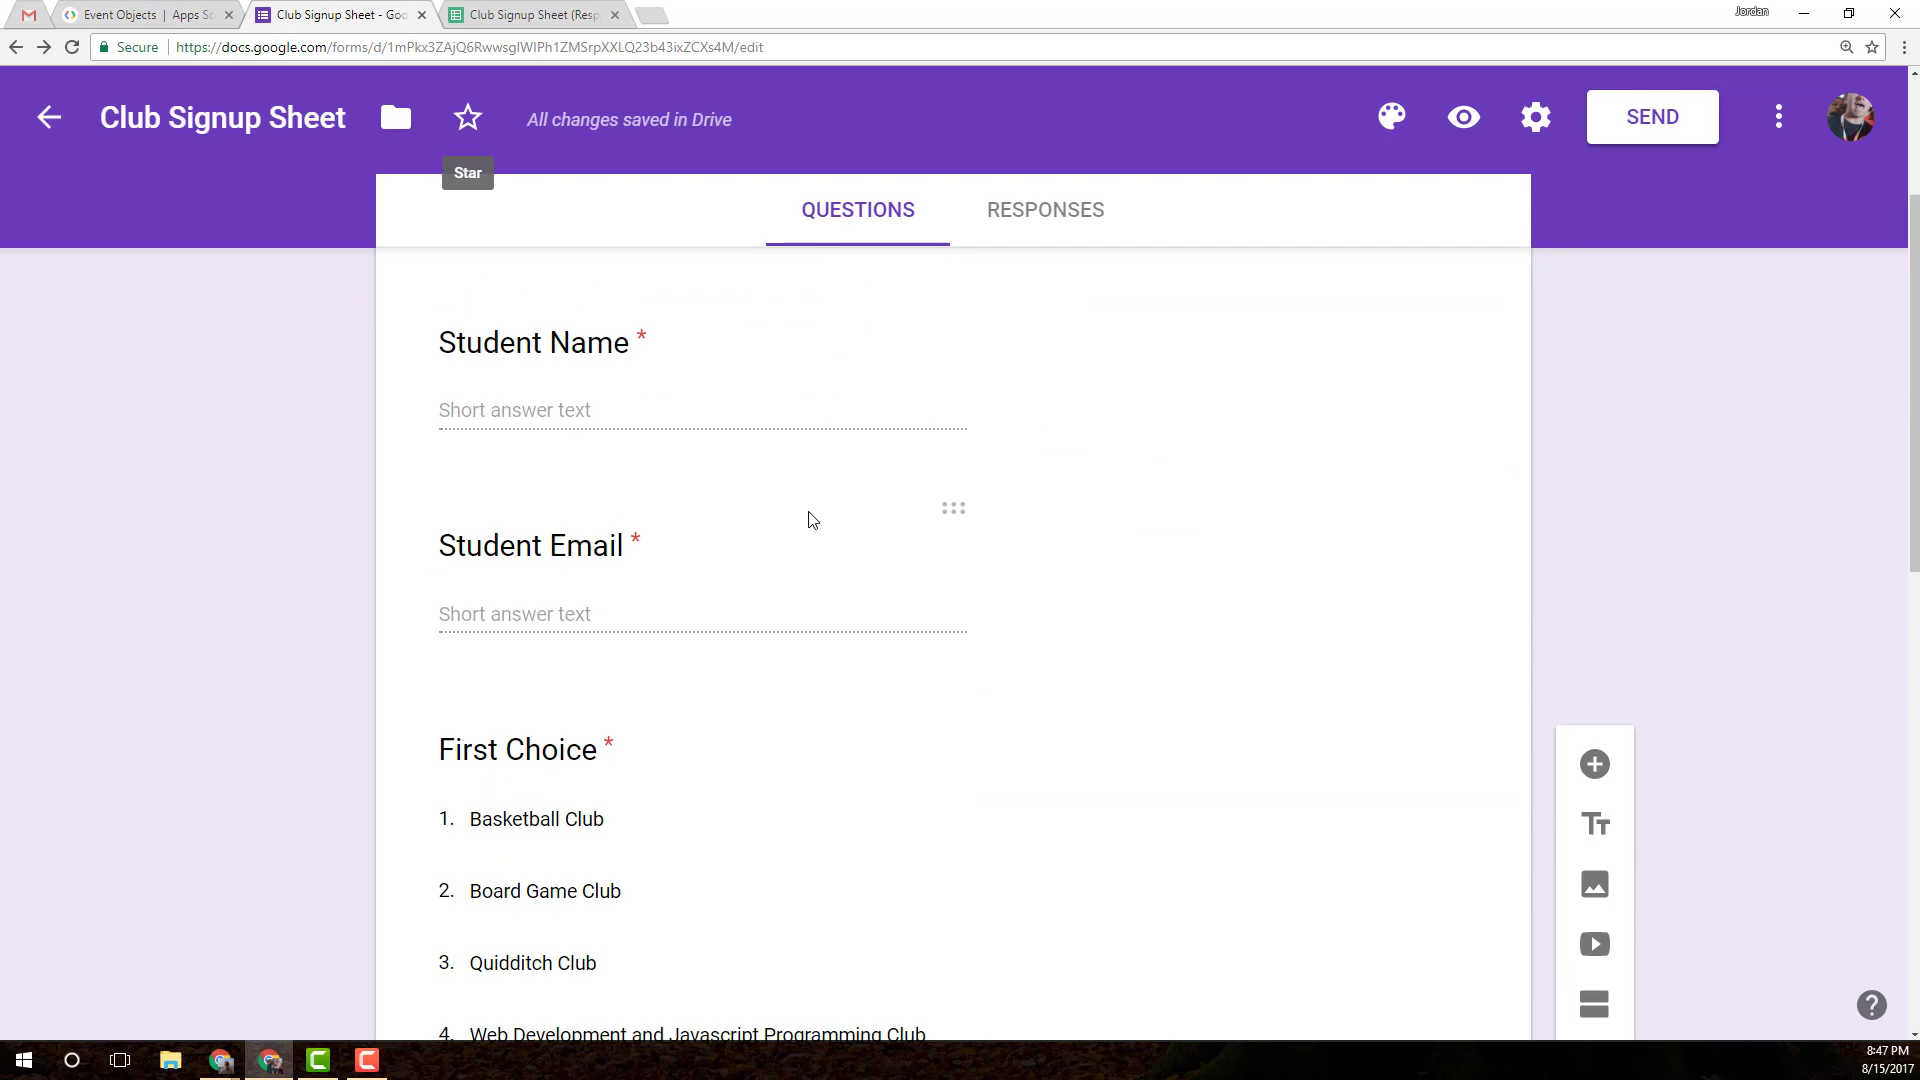 Event Objects | Apps Sc
Club Signup Sheet - Goo
Club Signup Sheet (Resp
Jordan
Secure
https://docs.google.com/forms/d/1mPkx3ZAjQ6RwwsglWIPh1ZMSrpXXLQ23b43ixZCXs4M/edit
Club Signup Sheet
All changes saved in Drive
SEND
Star
QUESTIONS
RESPONSES
Student Name *
Short answer text
Student Email *
Short answer text
First Choice *
1. Basketball Club
2. Board Game Club
3. Quidditch Club
4. Web Development and Javascript Programming Club
8:47 PM
8/15/2017